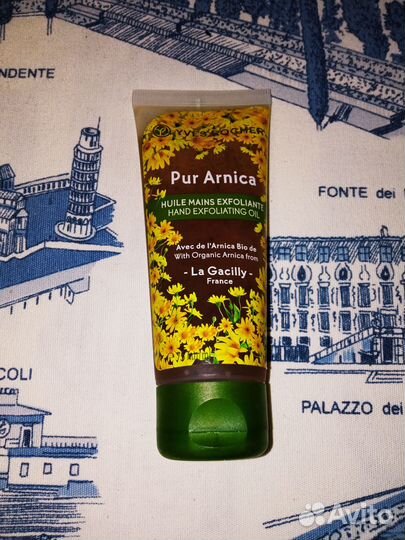 NDENTE
YVES ROCHER
Pur Arnica
HUILE MAINS EXFOLIANTE
HAND EXFOLIATING OIL
Avec de l'Arnica Bio de
With Organic Arnica from
- La Gacilly -
France
FONTE dei
COLI
PALAZZO dei
Avito